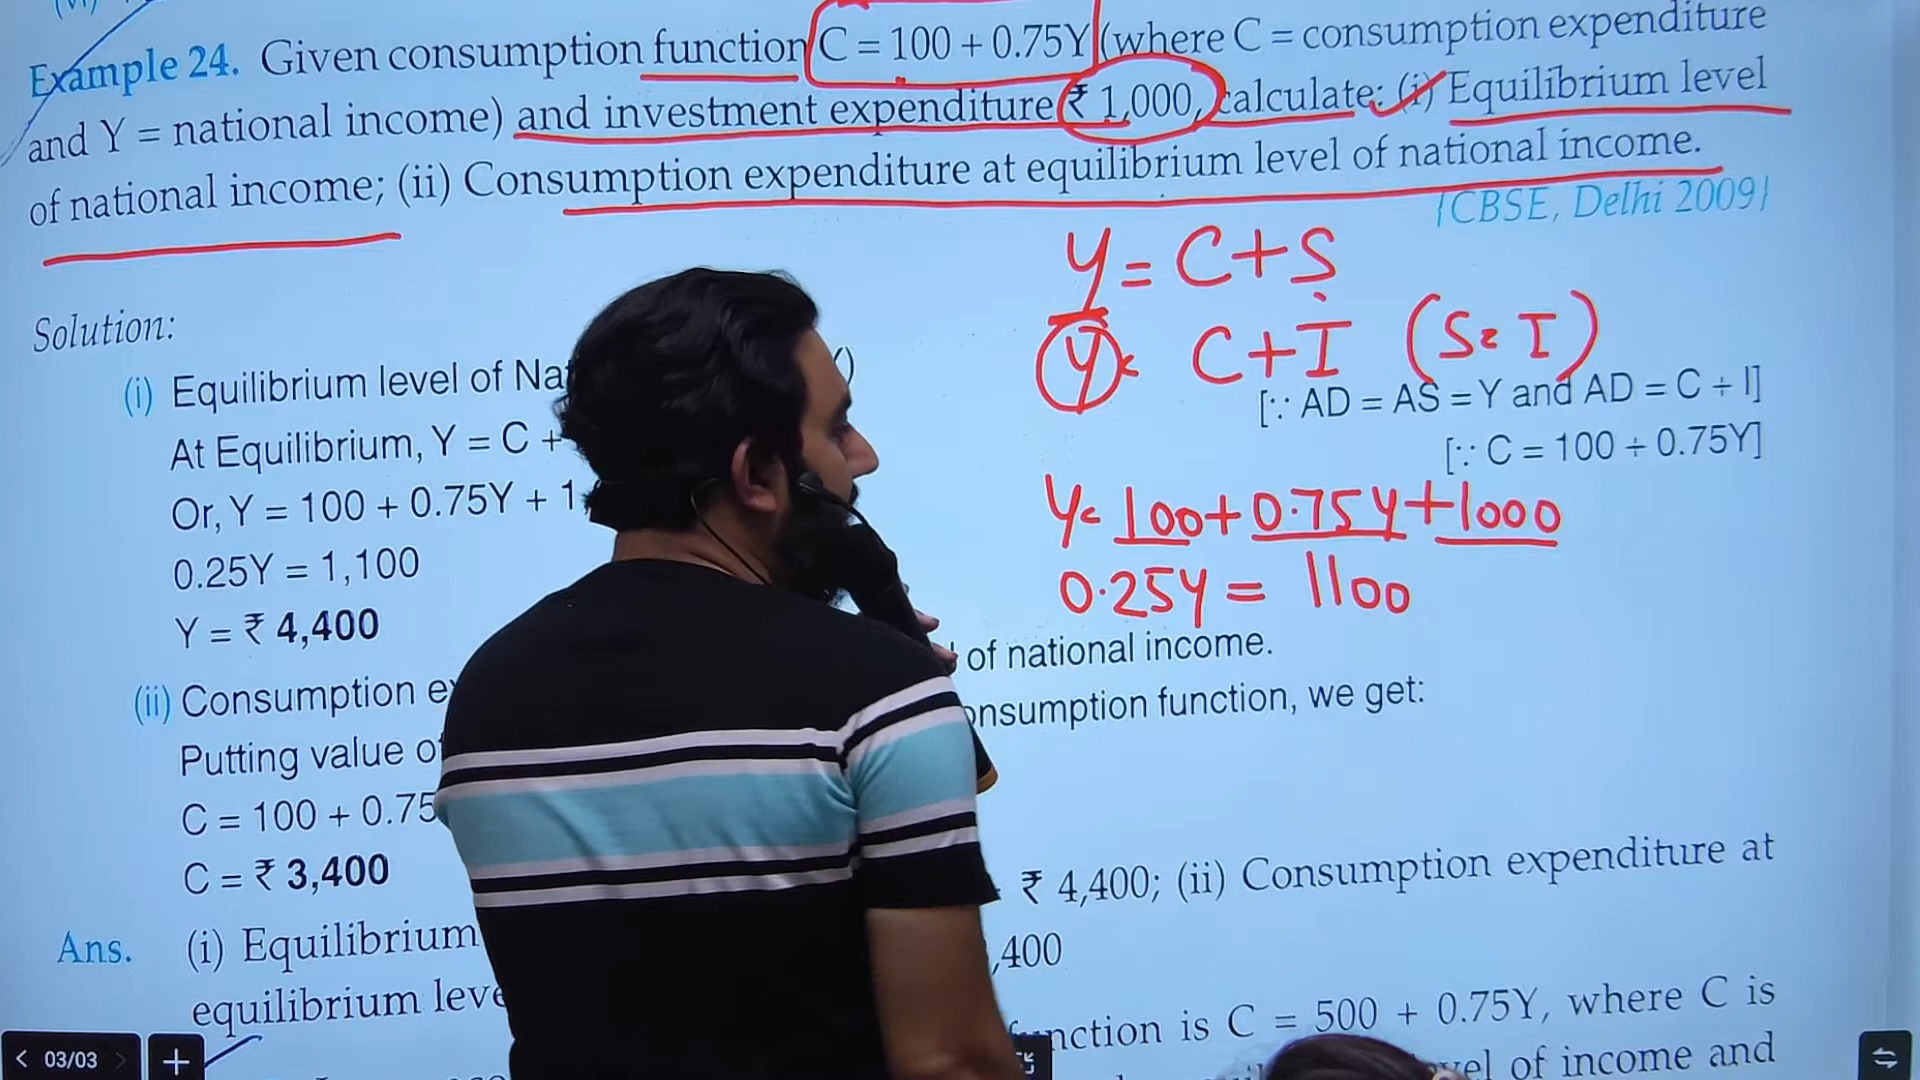 (vi)
Example 24. Given consumption function C = 100 + 0.75Y (where C = consumption expenditure
and Y = national income) and investment expenditure ₹ 1,000, calculate: (i) Equilibrium level
of national income; (ii) Consumption expenditure at equilibrium level of national income.
[CBSE, Delhi 2009]
y = C + S
y = C + I (S = I)
Solution:
(i) Equilibrium level of Na
[∵ AD = AS = Y and AD = C + I]
At Equilibrium, Y = C +
[∵ C = 100 + 0.75Y]
Or, Y = 100 + 0.75Y + 1
y = 100 + 0.75y + 1000
0.25Y = 1,100
0.25y = 1100
Y = ₹ 4,400
of national income.
(ii) Consumption
onsumption function, we get:
Putting value of
C = 100 + 0.75
C = ₹ 3,400
₹ 4,400; (ii) Consumption expenditure at
Ans. (i) Equilibrium
,400
equilibrium leve
nction is C = 500 + 0.75Y, where C is
of income and
< 03/03 > +